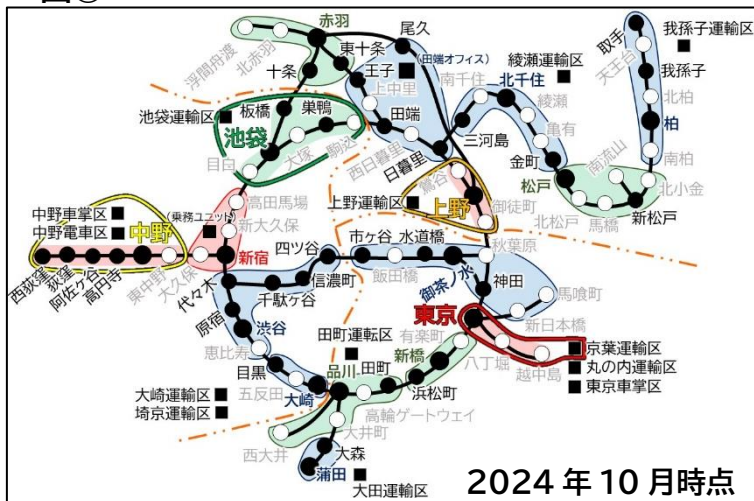 赤羽
尾久
北赤羽
浮間舟渡
東十条
十条
王子
(田端オフィス)
上中里
南千住
北千住
綾瀬運輸区
取手
天王台
我孫子運輸区
我孫子
北柏
柏
南柏
池袋運輸区
板橋
巣鴨
池袋
大塚
駒込
目白
田端
西日暮里
日暮里
三河島
綾瀬
亀有
金町
松戸
南流山
北小金
新松戸
馬橋
北松戸
高田馬場
新大久保
(乗務ユニット)
中野車掌区
中野電車区
中野
新宿
西荻窪
荻窪
阿佐ケ谷
高円寺
東中野
大久保
代々木
上野運輸区
鶯谷
上野
御徒町
秋葉原
四ツ谷
市ヶ谷
水道橋
飯田橋
御茶ノ水
信濃町
千駄ヶ谷
神田
馬喰町
新日本橋
原宿
渋谷
恵比寿
目黒
五反田
大崎
東京
有楽町
八丁堀
越中島
京葉運輸区
丸の内運輸区
東京車掌区
田町運転区
新橋
田町
品川
浜松町
高輪ゲートウェイ
大崎運輸区
埼京運輸区
大井町
西大井
大森
蒲田
大田運輸区
2024年10月時点